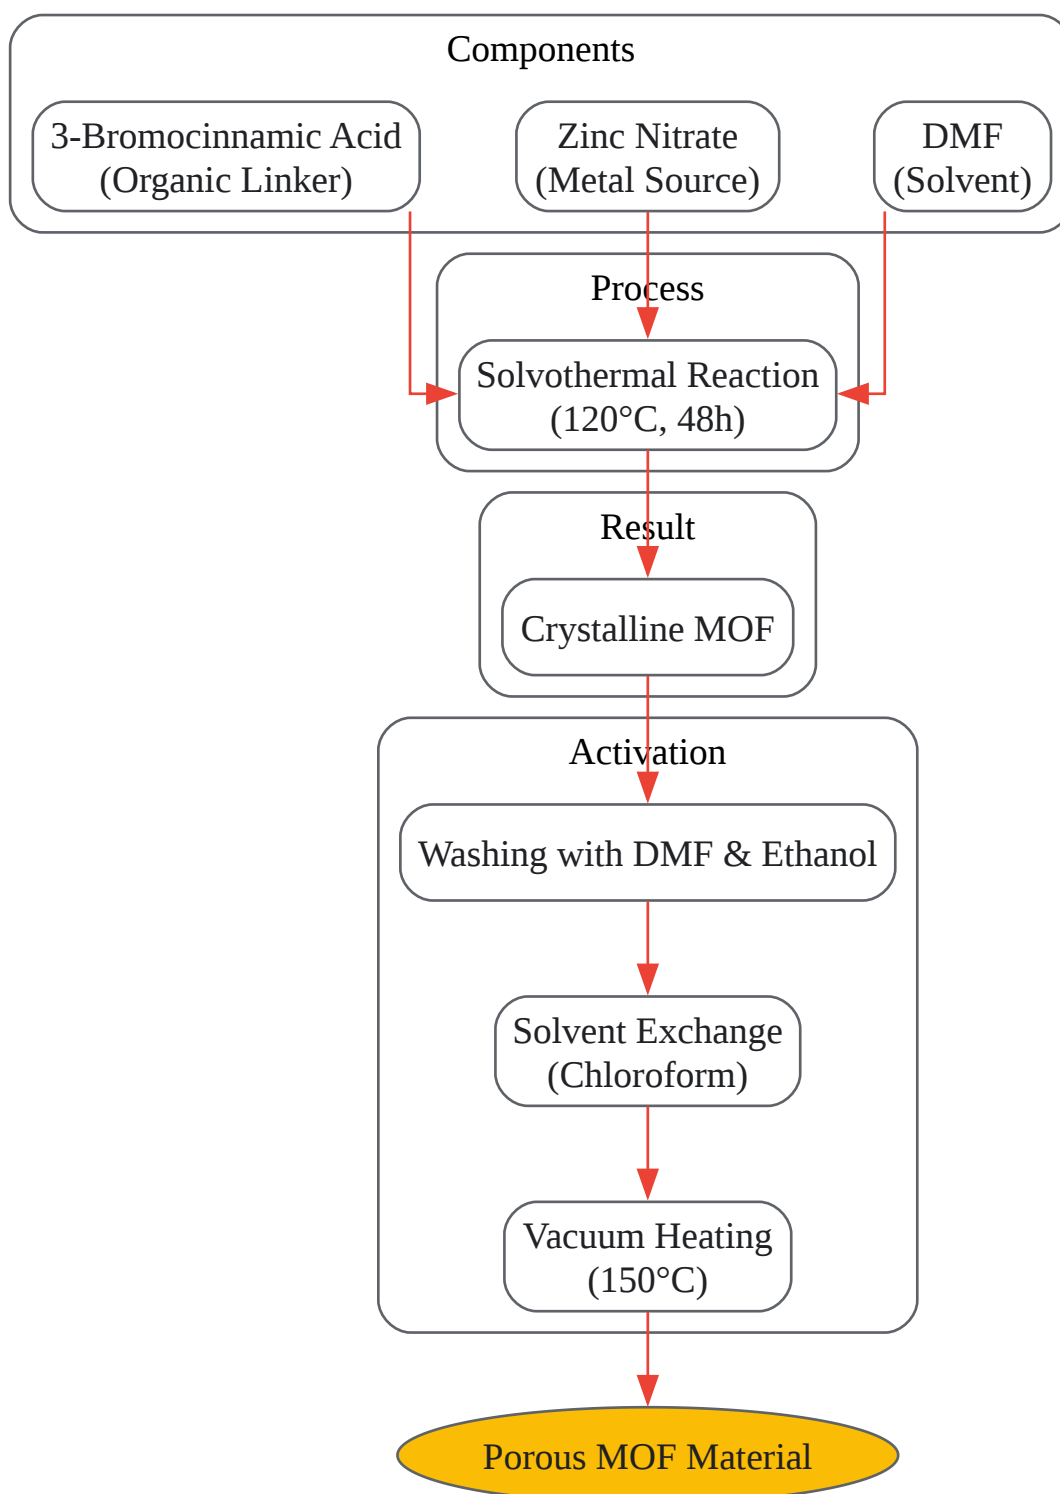 Components
3-Bromocinnamic Acid
(Organic Linker)
Zinc Nitrate
(Metal Source)
DMF
(Solvent)
Process
Solvothermal Reaction
(120°C, 48h)
Result
Crystalline MOF
Activation
Washing with DMF & Ethanol
Solvent Exchange
(Chloroform)
Vacuum Heating
(150°C)
Porous MOF Material